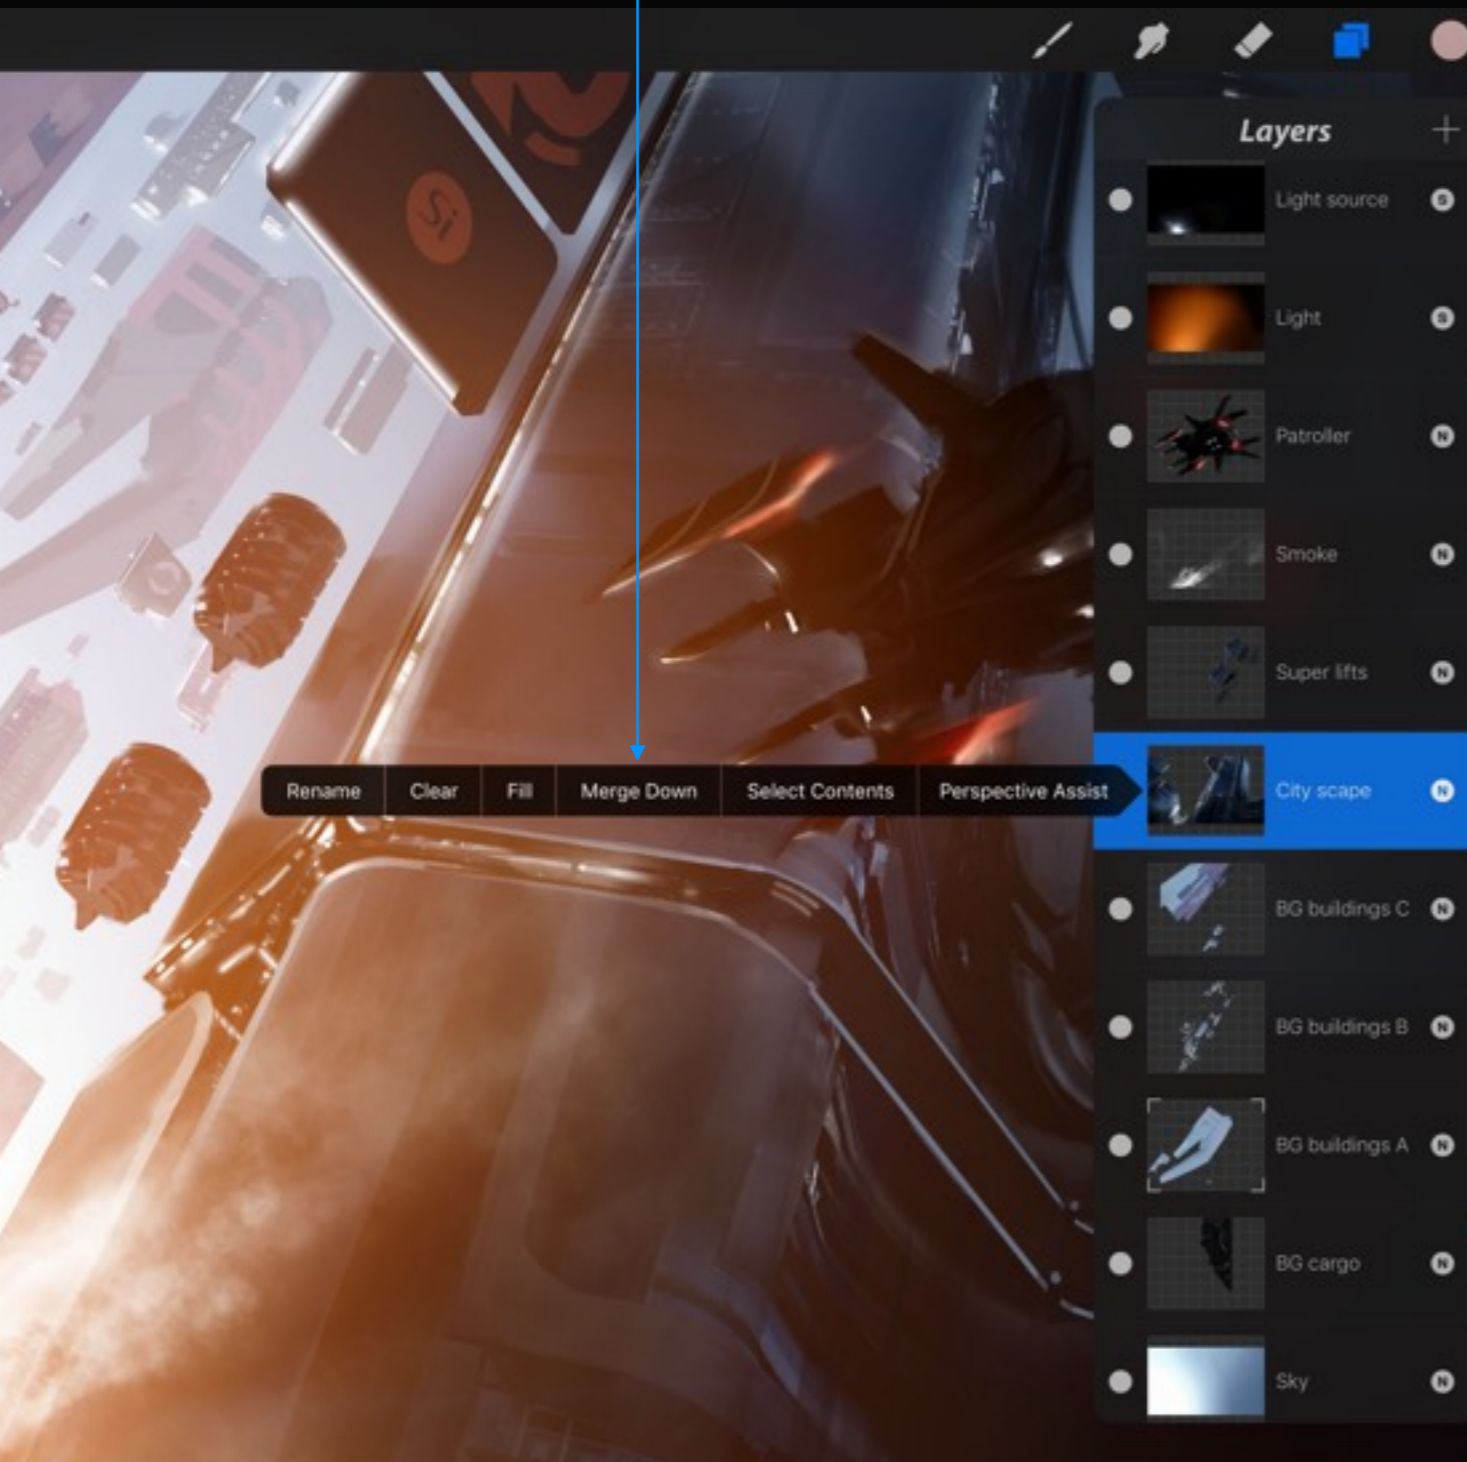 Layers
Light source
S
Light
S
Patroller
N
Smoke
N
Super lifts
N
Rename
Clear
Fill
Merge Down
Select Contents
Perspective Assist
City scape
N
BG buildings C
N
BG buildings B
N
BG buildings A
N
BG cargo
N
Sky
N
Si